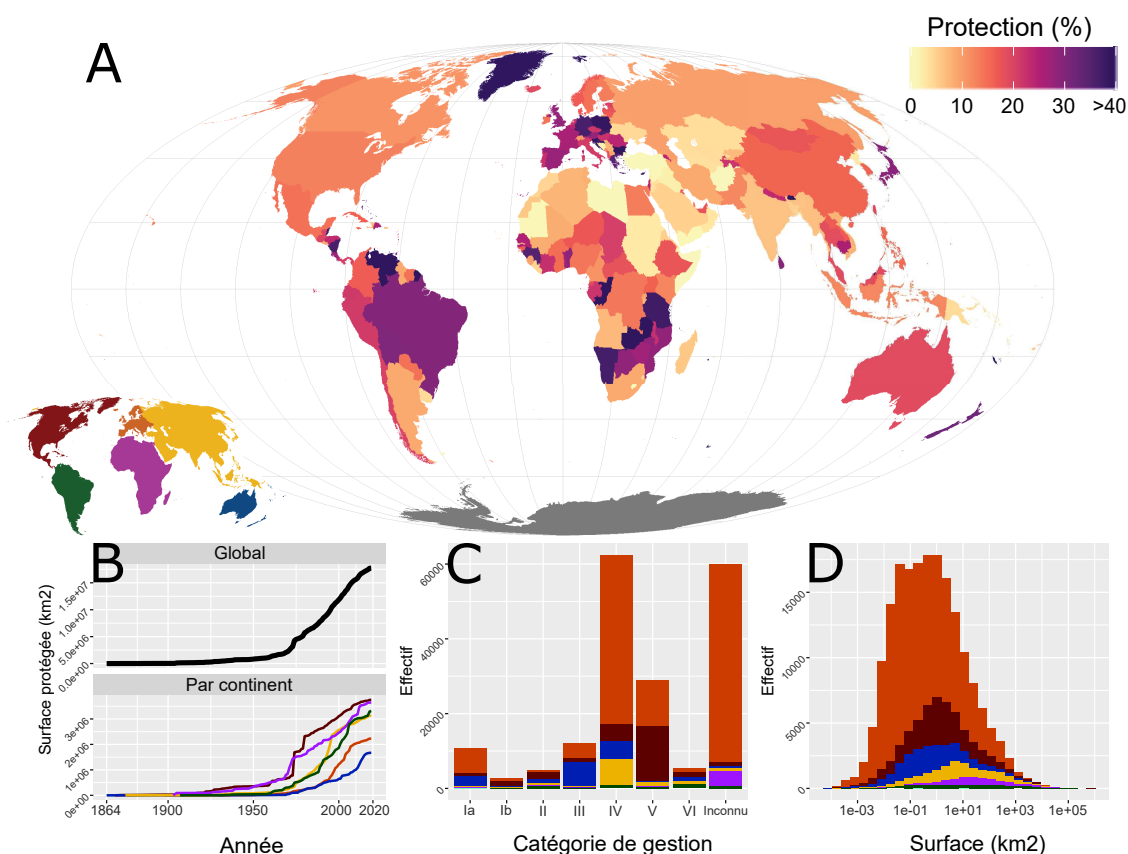 A
Protection (%)
0 10 20 30 >40
B
Global
Surface protégée (km2)
1.5e+07
1.0e+07
5.0e+06
0.0e+00
Par continent
3e+06
2e+06
1e+06
0e+00
1864 1900 1950 2000 2020
Année
C
Effectif
60000
40000
20000
0
Ia Ib II III IV V VI Inconnu
Catégorie de gestion
D
Effectif
15000
10000
5000
0
1e-03 1e-01 1e+01 1e+03 1e+05
Surface (km2)